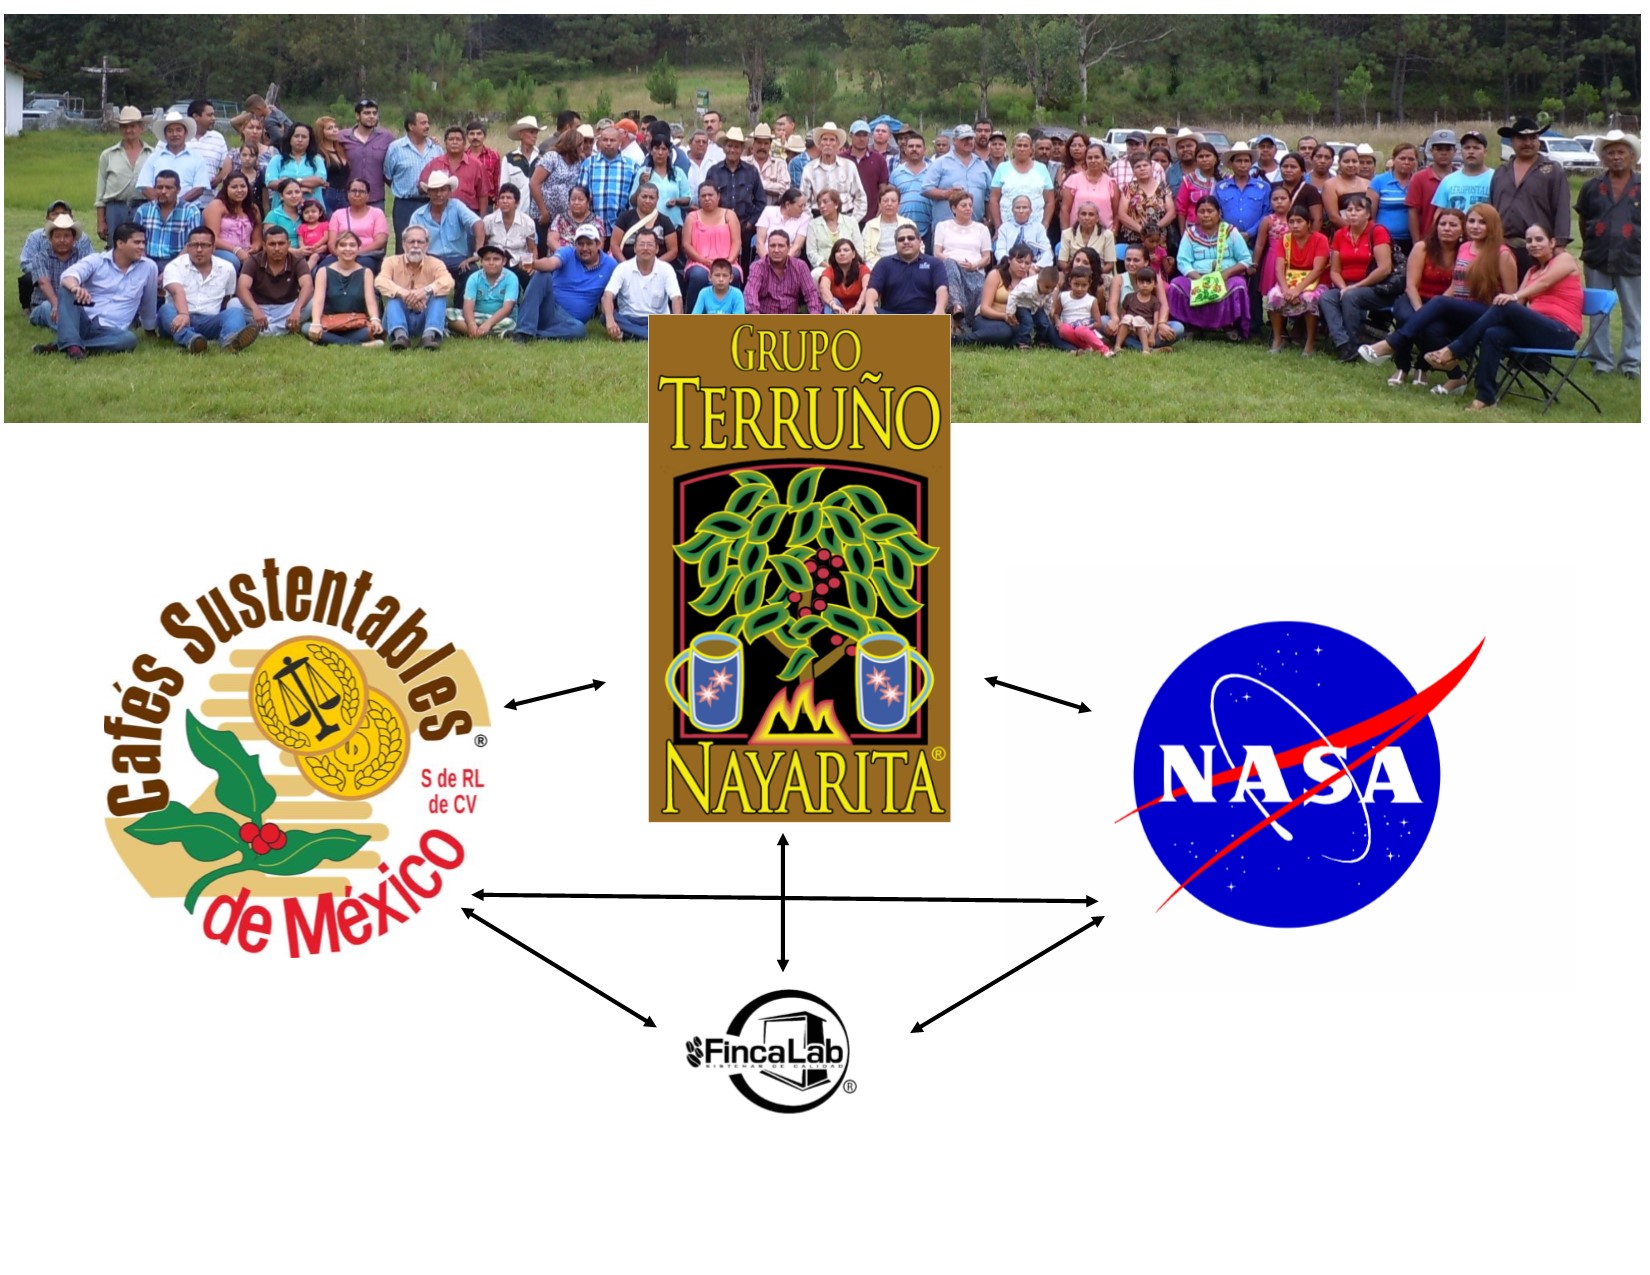 GRUPO
TERRUÑO
NAYARITA®
Cafés Sustentables
®
S de RL
de CV
de México
NASA
FincaLab
SISTEMAS DE CALIDAD
®